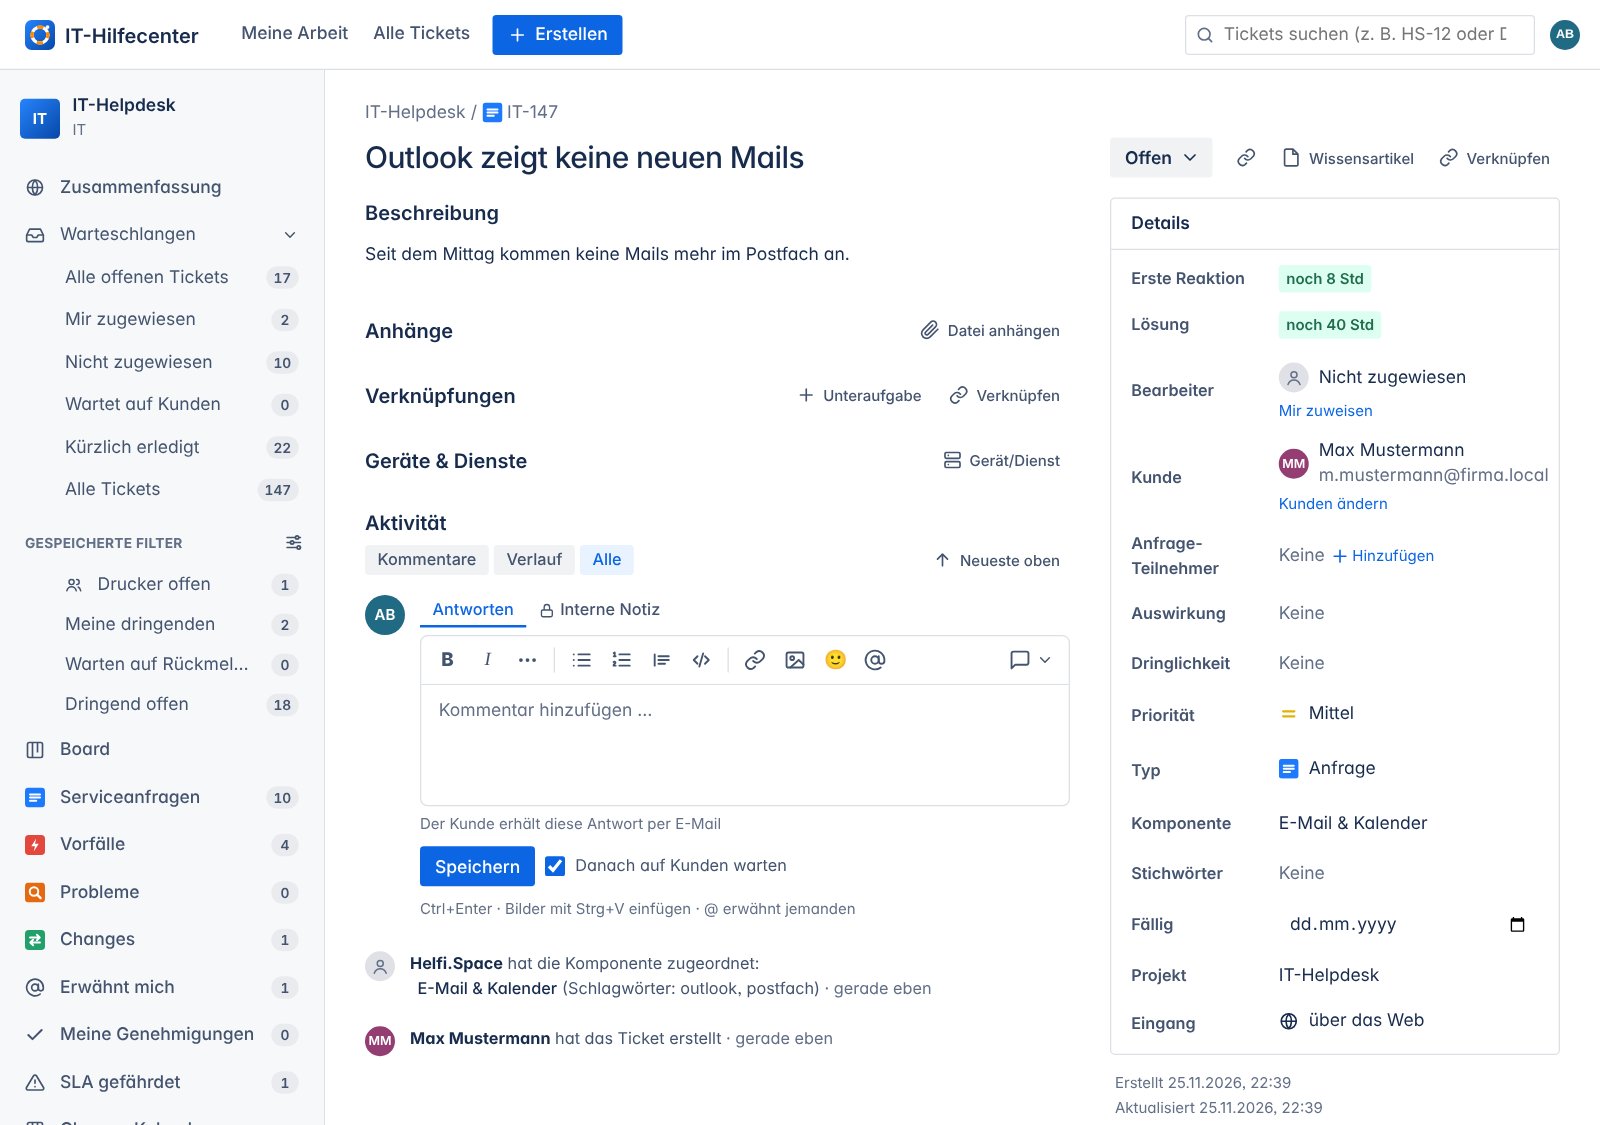 IT-Hilfecenter
Meine Arbeit
Alle Tickets
Erstellen
Tickets suchen (z. B. HS-12 oder
AB
IT
IT-Helpdesk
IT
Zusammenfassung
Warteschlangen
Alle offenen Tickets 17
Mir zugewiesen 2
Nicht zugewiesen 10
Wartet auf Kunden 0
Kürzlich erledigt 22
Alle Tickets 147
GESPEICHERTE FILTER
Drucker offen 1
Meine dringenden 2
Warten auf Rückmel... 0
Dringend offen 18
Board
Serviceanfragen 10
Vorfälle 4
Probleme 0
Changes 1
Erwähnt mich 1
Meine Genehmigungen 0
SLA gefährdet 1
IT-Helpdesk / IT-147
Outlook zeigt keine neuen Mails
Beschreibung
Seit dem Mittag kommen keine Mails mehr im Postfach an.
Anhänge
Datei anhängen
Verknüpfungen
Unteraufgabe
Verknüpfen
Geräte & Dienste
Gerät/Dienst
Aktivität
Kommentare Verlauf Alle
Neueste oben
AB
Antworten
Interne Notiz
B I
Kommentar hinzufügen ...
Der Kunde erhält diese Antwort per E-Mail
Speichern
Danach auf Kunden warten
Ctrl+Enter · Bilder mit Strg+V einfügen · @ erwähnt jemanden
Helfi.Space hat die Komponente zugeordnet:
E-Mail & Kalender (Schlagwörter: outlook, postfach) · gerade eben
MM
Max Mustermann hat das Ticket erstellt · gerade eben
Offen
Wissensartikel
Verknüpfen
Details
Erste Reaktion noch 8 Std
Lösung noch 40 Std
Bearbeiter Nicht zugewiesen
Mir zuweisen
Kunde
MM
Max Mustermann
m.mustermann@firma.local
Kunden ändern
Anfrage-
Teilnehmer
Keine
Hinzufügen
Auswirkung Keine
Dringlichkeit Keine
Priorität Mittel
Typ Anfrage
Komponente E-Mail & Kalender
Stichwörter Keine
Fällig dd.mm.yyyy
Projekt IT-Helpdesk
Eingang über das Web
Erstellt 25.11.2026, 22:39
Aktualisiert 25.11.2026, 22:39